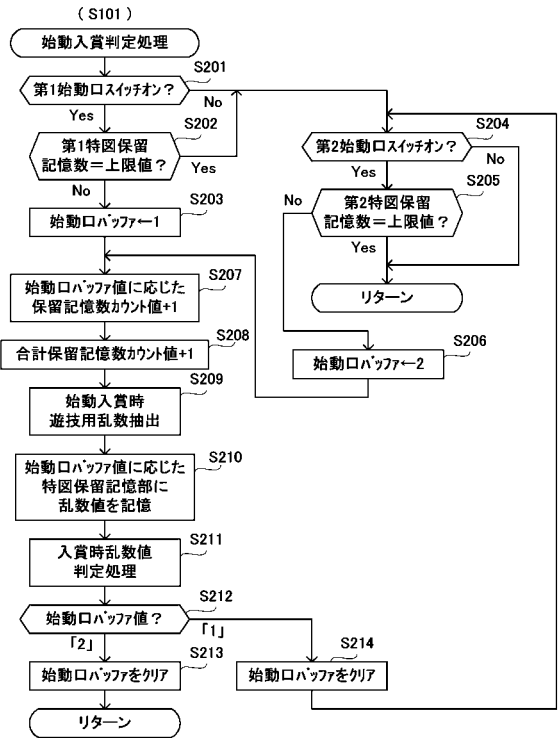 (S101)
始動入賞判定処理
S201
第1始動口スイッチオン?
No
Yes
S202
第1特図保留
記憶数=上限値?
Yes
No
S203
始動口バッファ←1
S204
第2始動口スイッチオン?
No
Yes
S205
No
第2特図保留
記憶数=上限値?
Yes
リターン
S206
始動口バッファ←2
S207
始動口バッファ値に応じた
保留記憶数カウント値+1
S208
合計保留記憶数カウント値+1
S209
始動入賞時
遊技用乱数抽出
S210
始動口バッファ値に応じた
特図保留記憶部に
乱数値を記憶
S211
入賞時乱数値
判定処理
S212
始動口バッファ値?
「2」
「1」
S213
始動口バッファをクリア
S214
始動口バッファをクリア
リターン